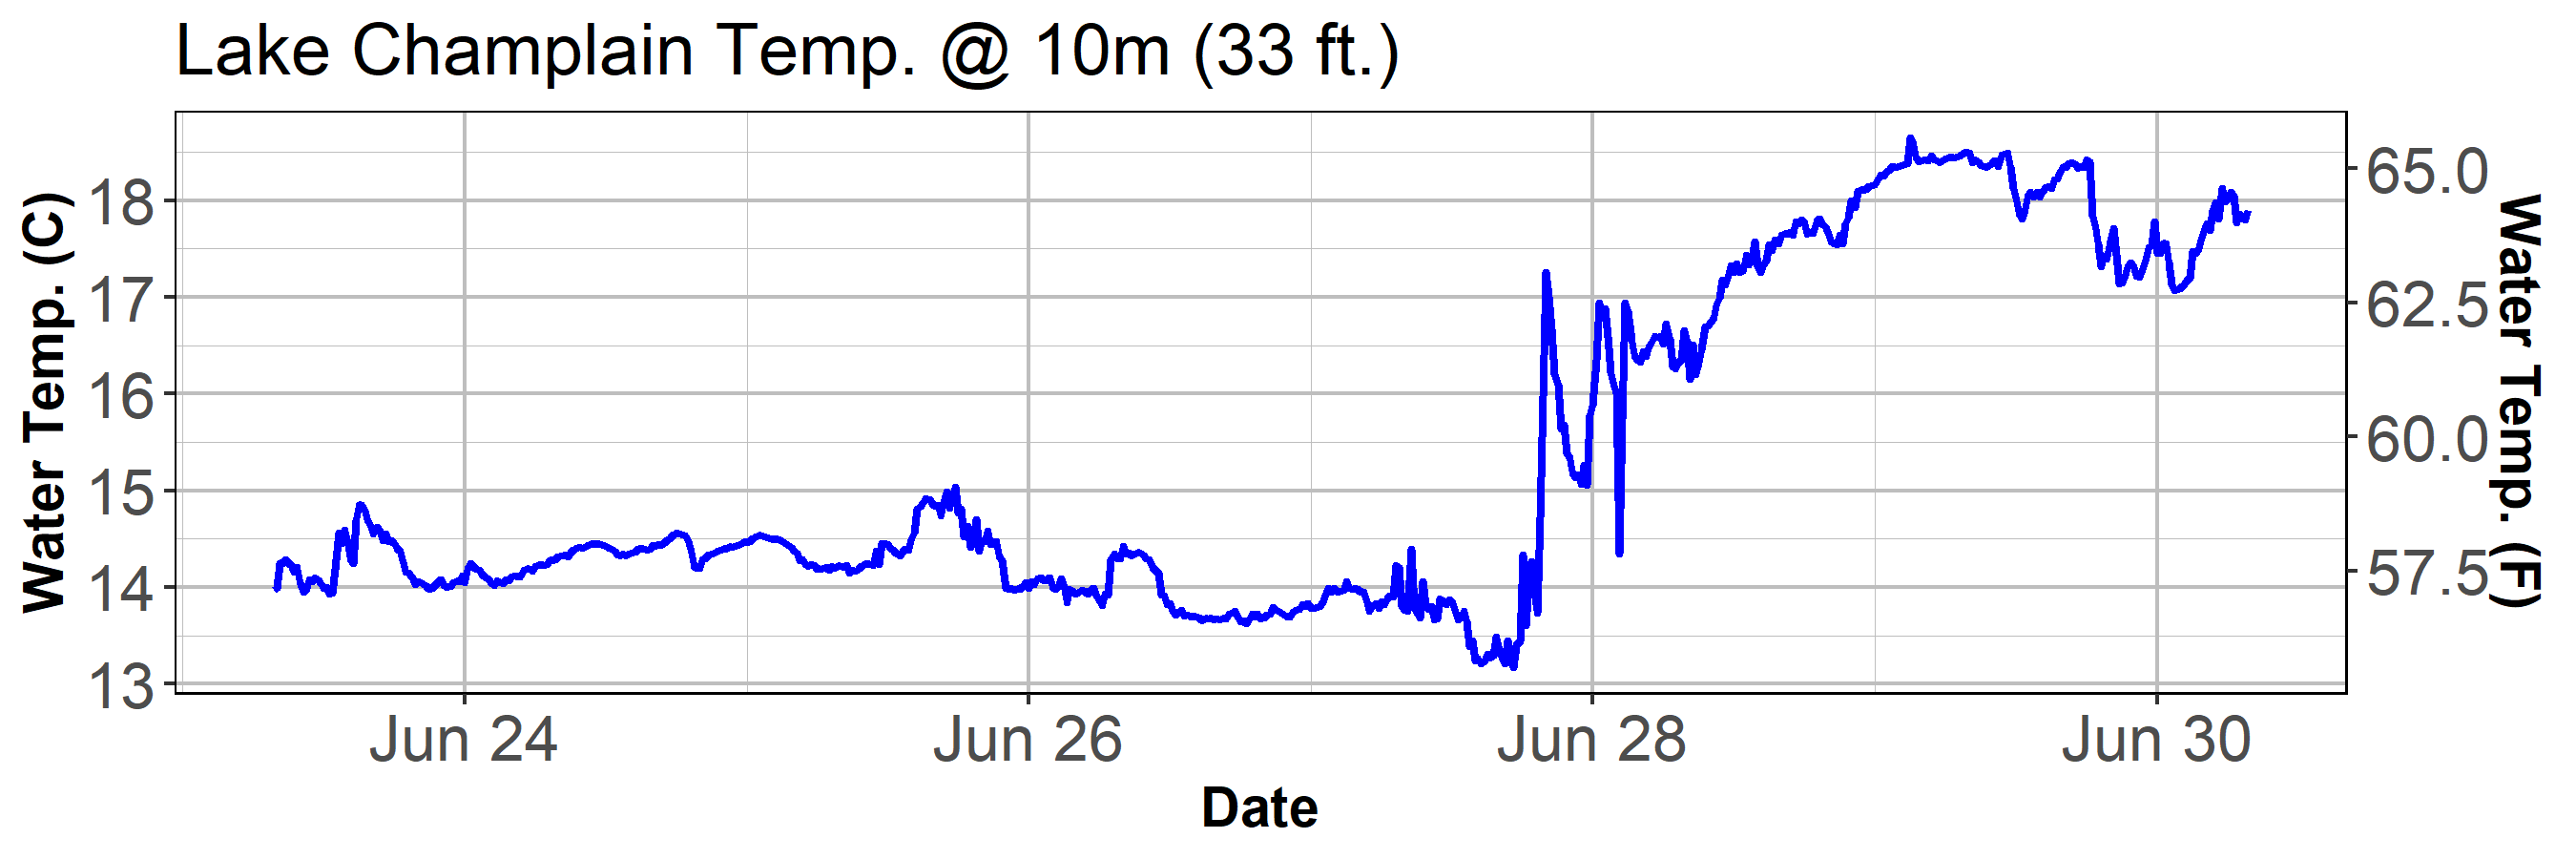 Lake Champlain Temp. @ 10m (33 ft.)
Water Temp. (C)
18
17
16
15
14
13
65.0
62.5
60.0
57.5
Water Temp. (F)
Jun 24 Jun 26 Jun 28 Jun 30
Date